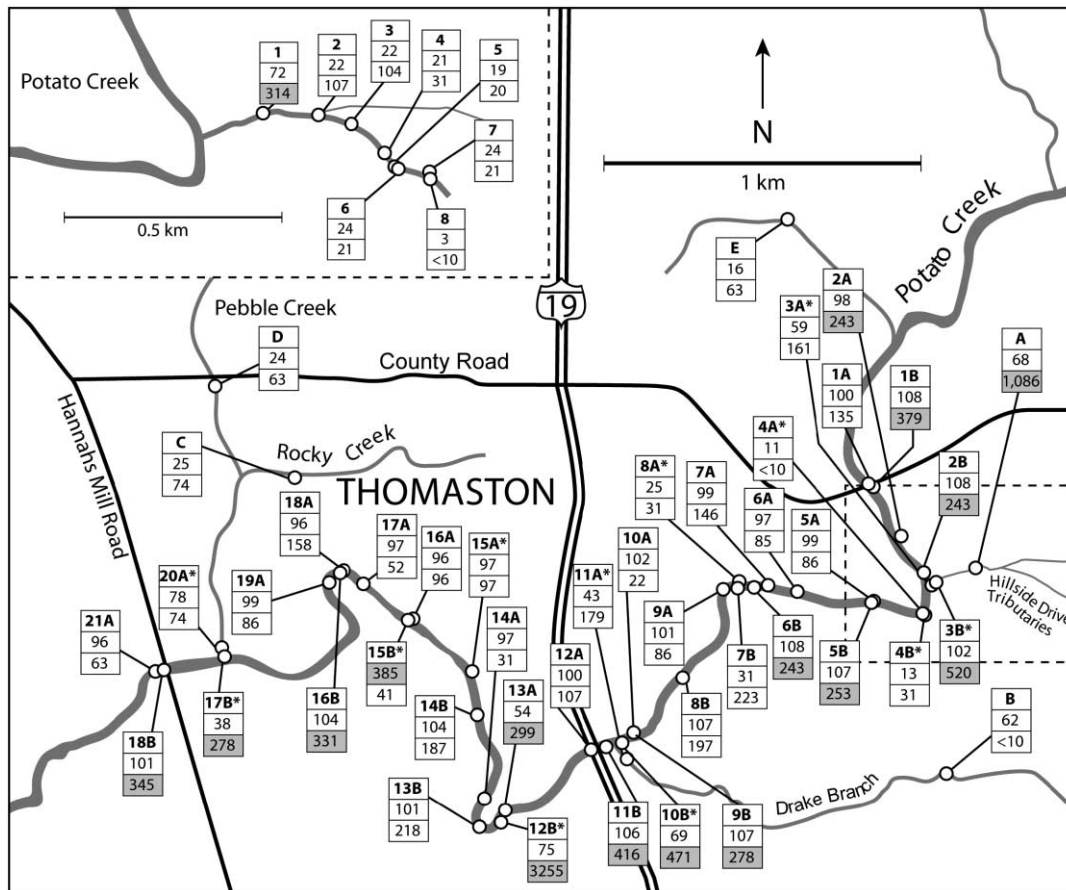 Potato Creek
1
72
314
2
22
107
3
22
104
4
21
31
5
19
20
7
24
21
6
24
21
8
3
<10
0.5 km
N
1 km
E
16
63
Potato Creek
2A
98
243
3A*
59
161
A
68
1,086
1A
100
135
1B
108
379
19
Pebble Creek
D
24
63
County Road
Hannahs Mill Road
C
25
74
Rocky Creek
THOMASTON
4A*
11
<10
2B
108
243
8A*
25
31
7A
99
146
6A
97
85
5A
99
86
18A
96
158
17A
97
52
16A
96
96
15A*
97
97
10A
102
22
11A*
43
179
9A
101
86
Hillside Drive
Tributaries
20A*
78
74
19A
99
86
21A
96
63
14A
97
31
12A
100
107
13A
54
299
7B
31
223
6B
108
243
5B
107
253
4B*
13
31
3B*
102
520
15B*
385
41
16B
104
331
17B*
38
278
18B
101
345
14B
104
187
8B
107
197
B
62
<10
13B
101
218
12B*
75
3255
11B
106
416
10B*
69
471
9B
107
278
Drake Branch